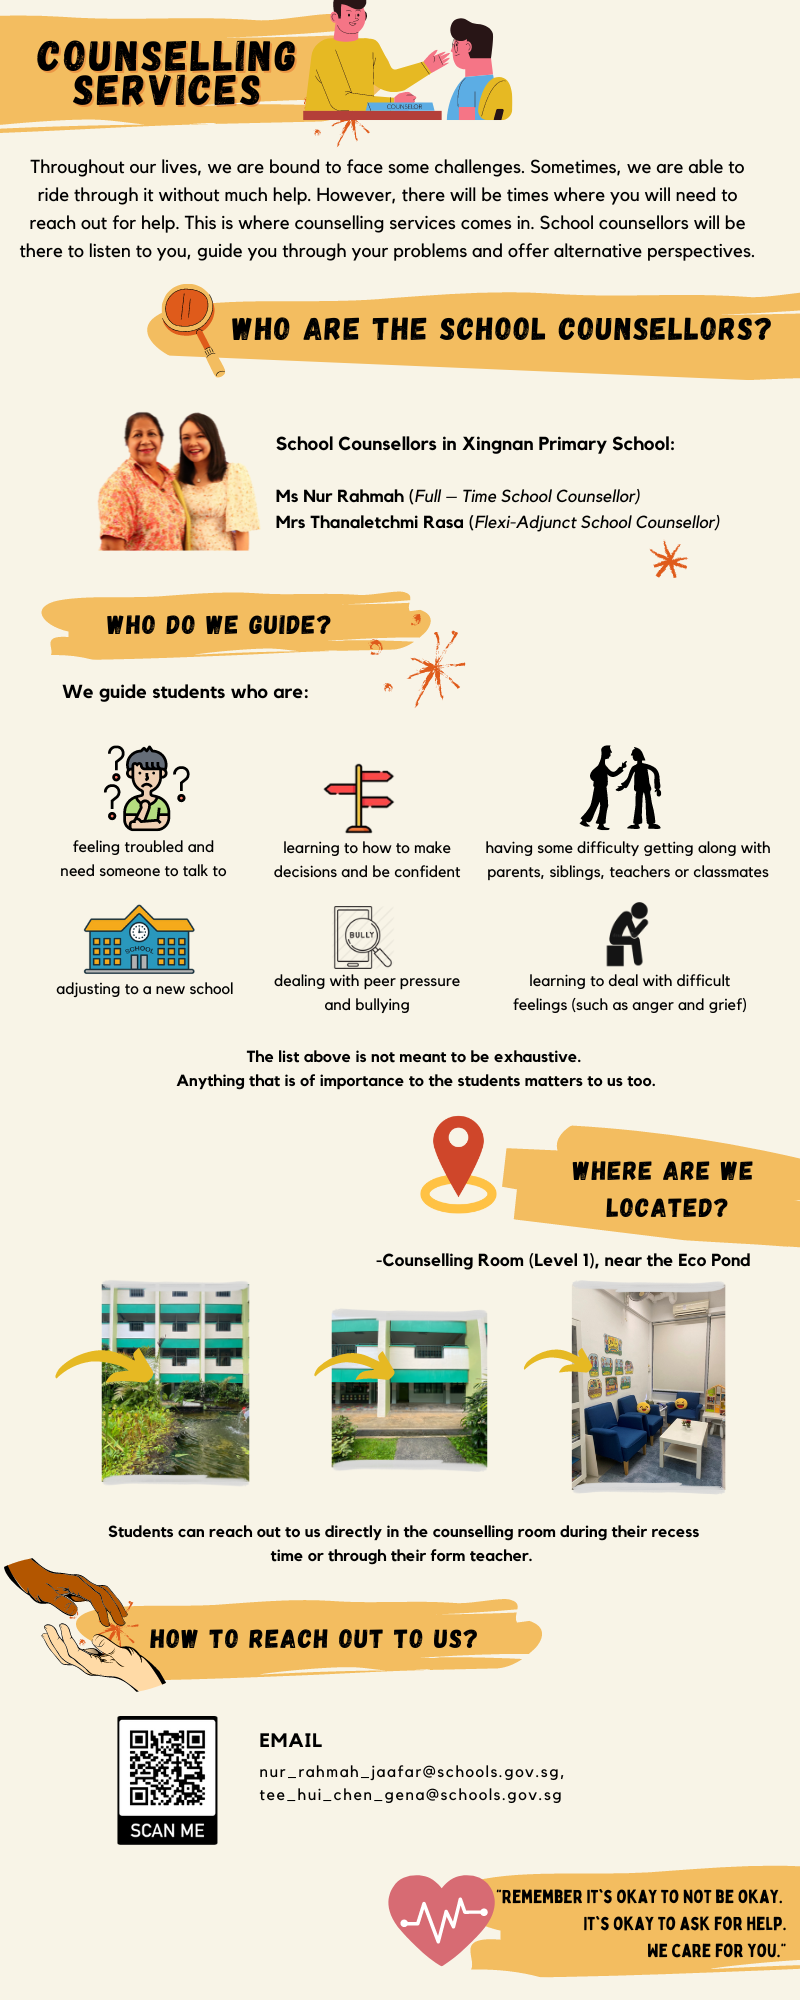 COUNSELLING
SERVICES
COUNSELOR
Throughout our lives, we are bound to face some challenges. Sometimes, we are able to
ride through it without much help. However, there will be times where you will need to
reach out for help. This is where counselling services comes in. School counsellors will be
there to listen to you, guide you through your problems and offer alternative perspectives.
WHO ARE THE SCHOOL COUNSELLORS?
School Counsellors in Xingnan Primary School:
Ms Nur Rahmah (Full – Time School Counsellor)
Mrs Thanaletchmi Rasa (Flexi-Adjunct School Counsellor)
WHO DO WE GUIDE?
We guide students who are:
feeling troubled and
need someone to talk to
learning to how to make
decisions and be confident
having some difficulty getting along with
parents, siblings, teachers or classmates
SCHOOL
adjusting to a new school
BULLY
dealing with peer pressure
and bullying
learning to deal with difficult
feelings (such as anger and grief)
The list above is not meant to be exhaustive.
Anything that is of importance to the students matters to us too.
WHERE ARE WE
LOCATED?
-Counselling Room (Level 1), near the Eco Pond
Students can reach out to us directly in the counselling room during their recess
time or through their form teacher.
HOW TO REACH OUT TO US?
SCAN ME
EMAIL
nur_rahmah_jaafar@schools.gov.sg,
tee_hui_chen_gena@schools.gov.sg
"REMEMBER IT'S OKAY TO NOT BE OKAY.
IT'S OKAY TO ASK FOR HELP.
WE CARE FOR YOU."